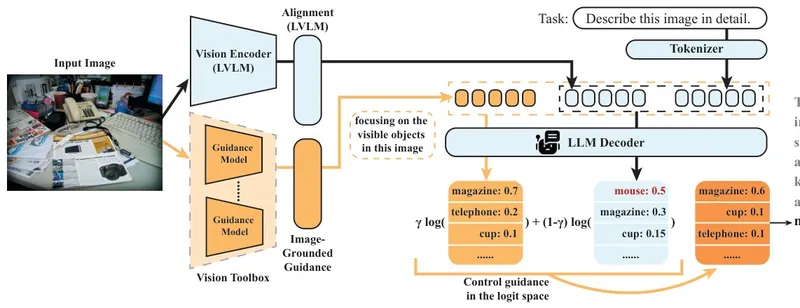 Input Image
Vision Encoder
(LVLM)
Alignment
(LVLM)
Guidance
Model
Guidance
Model
Vision Toolbox
Image-
Grounded
Guidance
focusing on the
visible objects
in this image
Task: Describe this image in detail.
Tokenizer
LLM Decoder
γ log(
magazine: 0.7
telephone: 0.2
cup: 0.1
......
) + (1-γ) log(
mouse: 0.5
magazine: 0.3
cup: 0.15
......
)
magazine: 0.6
cup: 0.1
telephone: 0.1
......
Control guidance
in the logit space